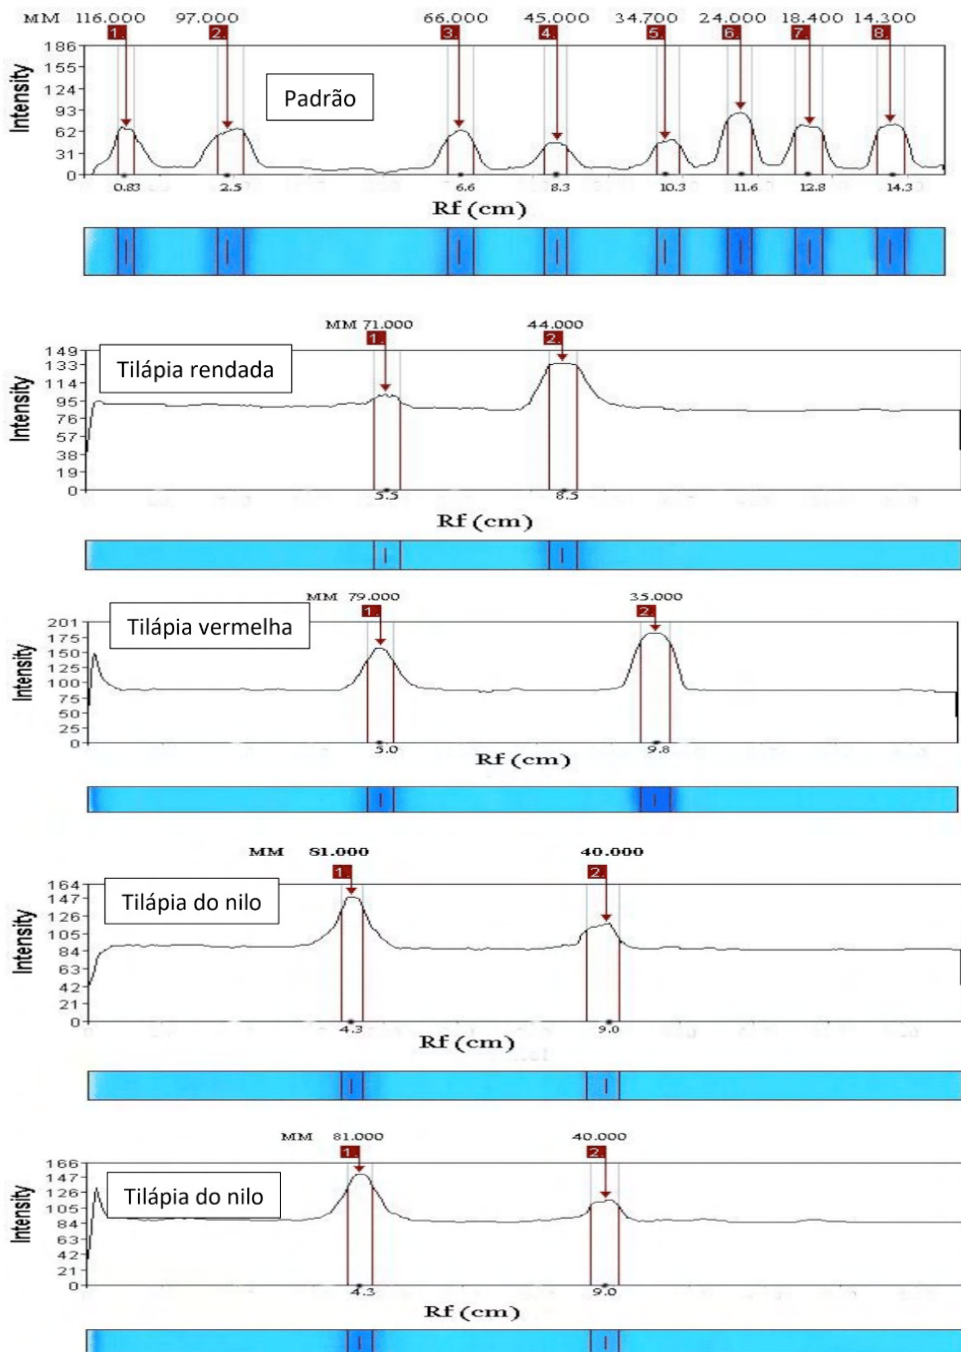 MM 116.000 97.000 66.000 45.000 34.700 24.000 18.400 14.300
1. 2. 3. 4. 5. 6. 7. 8.
186
155
124
93
62
31
0
Intensity
Padrão
0.83 2.5 6.6 8.3 10.3 11.6 12.8 14.3
Rf (cm)
MM 71.000 44.000
1. 2.
149
133
114
95
76
57
38
19
0
Intensity
Tilápia rendada
5.5 8.5
Rf (cm)
MM 79.000 35.000
1. 2.
201
175
150
125
100
75
50
25
0
Intensity
Tilápia vermelha
5.0 9.8
Rf (cm)
MM 81.000 40.000
1. 2.
164
147
126
105
84
63
42
21
0
Intensity
Tilápia do nilo
4.3 9.0
Rf (cm)
MM 81.000 40.000
1. 2.
166
147
126
105
84
63
42
21
0
Intensity
Tilápia do nilo
4.3 9.0
Rf (cm)